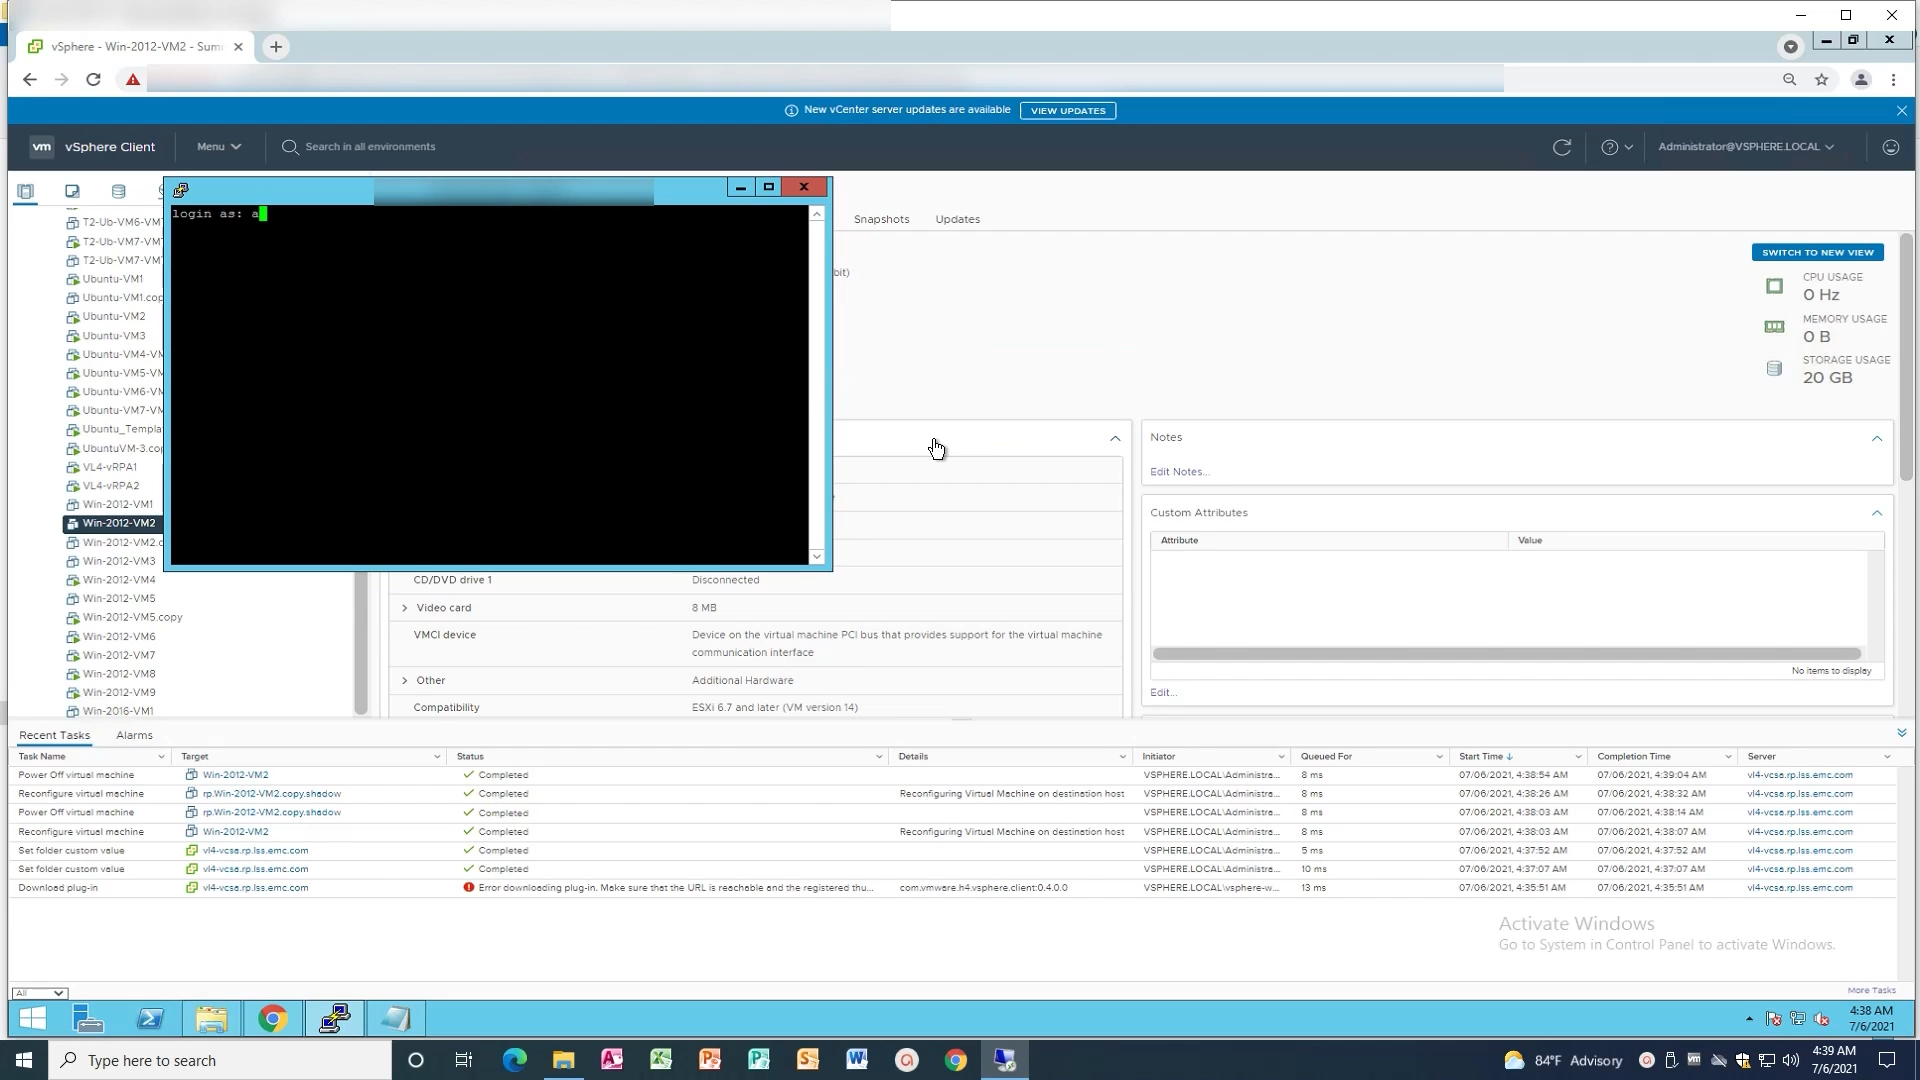 vSphere - Win-2012-VM2 - Sum
New vCenter server updates are available VIEW UPDATES
vm vSphere Client Menu Search in all environments Administrator@VSPHERE.LOCAL
login as: a
T2-Ub-VM6-VM
T2-Ub-VM7-VM
T2-Ub-VM7-VM
Ubuntu-VM1
Ubuntu-VM1.cop
Ubuntu-VM2
Ubuntu-VM3
Ubuntu-VM4-VM
Ubuntu-VM5-VM
Ubuntu-VM6-VM
Ubuntu-VM7-VM
Ubuntu_Templa
UbuntuVM-3.cop
VL4-vRPA1
VL4-vRPA2
Win-2012-VM1
Win-2012-VM2
Win-2012-VM2.c
Win-2012-VM3
Win-2012-VM4
Win-2012-VM5
Win-2012-VM5.copy
Win-2012-VM6
Win-2012-VM7
Win-2012-VM8
Win-2012-VM9
Win-2016-VM1
Snapshots Updates
bit)
SWITCH TO NEW VIEW
CPU USAGE
0 Hz
MEMORY USAGE
0 B
STORAGE USAGE
20 GB
CD/DVD drive 1 Disconnected
Video card 8 MB
VMCI device Device on the virtual machine PCI bus that provides support for the virtual machine
communication interface
Other Additional Hardware
Compatibility ESXi 6.7 and later (VM version 14)
Notes
Edit Notes...
Custom Attributes
Attribute Value
No items to display
Edit...
Recent Tasks Alarms
Task Name Target Status Details Initiator Queued For Start Time Completion Time Server
Power Off virtual machine Win-2012-VM2 Completed VSPHERE.LOCAL\Administra... 8 ms 07/06/2021, 4:38:54 AM 07/06/2021, 4:39:04 AM vl4-vcsa.rp.lss.emc.com
Reconfigure virtual machine rp.Win-2012-VM2.copy.shadow Completed Reconfiguring Virtual Machine on destination host VSPHERE.LOCAL\Administra... 8 ms 07/06/2021, 4:38:26 AM 07/06/2021, 4:38:32 AM vl4-vcsa.rp.lss.emc.com
Power Off virtual machine rp.Win-2012-VM2.copy.shadow Completed VSPHERE.LOCAL\Administra... 8 ms 07/06/2021, 4:38:03 AM 07/06/2021, 4:38:14 AM vl4-vcsa.rp.lss.emc.com
Reconfigure virtual machine Win-2012-VM2 Completed Reconfiguring Virtual Machine on destination host VSPHERE.LOCAL\Administra... 8 ms 07/06/2021, 4:38:03 AM 07/06/2021, 4:38:07 AM vl4-vcsa.rp.lss.emc.com
Set folder custom value vl4-vcsa.rp.lss.emc.com Completed VSPHERE.LOCAL\Administra... 5 ms 07/06/2021, 4:37:52 AM 07/06/2021, 4:37:52 AM vl4-vcsa.rp.lss.emc.com
Set folder custom value vl4-vcsa.rp.lss.emc.com Completed VSPHERE.LOCAL\Administra... 10 ms 07/06/2021, 4:37:07 AM 07/06/2021, 4:37:07 AM vl4-vcsa.rp.lss.emc.com
Download plug-in vl4-vcsa.rp.lss.emc.com Error downloading plug-in. Make sure that the URL is reachable and the registered thu... com.vmware.h4.vsphere.client:0.4.0.0 VSPHERE.LOCAL\vsphere-w... 13 ms 07/06/2021, 4:35:51 AM 07/06/2021, 4:35:51 AM vl4-vcsa.rp.lss.emc.com
Activate Windows
Go to System in Control Panel to activate Windows.
All More Tasks
4:38 AM
7/6/2021
Type here to search 84°F Advisory 4:39 AM
7/6/2021